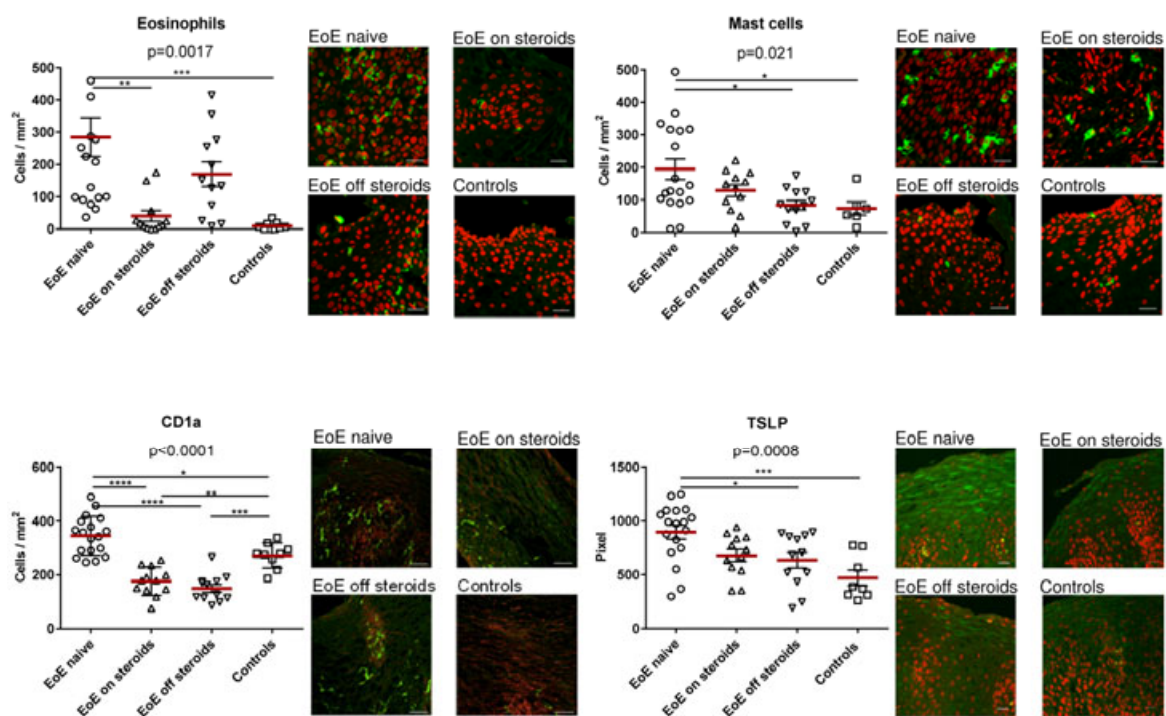 Eosinophils
p=0.0017
*** 
**
500
400
300
200
100
0
Cells / mm²
EoE naive
EoE on steroids
EoE off steroids
Controls
EoE naive
EoE on steroids
EoE off steroids
Controls
Mast cells
p=0.021
*
*
500
400
300
200
100
0
Cells / mm²
EoE naive
EoE on steroids
EoE off steroids
Controls
EoE naive
EoE on steroids
EoE off steroids
Controls
CD1a
p<0.0001
*
****
**
****
***
600
400
200
0
Cells / mm²
EoE naive
EoE on steroids
EoE off steroids
Controls
EoE naive
EoE on steroids
EoE off steroids
Controls
TSLP
p=0.0008
***
*
1500
1000
500
0
Pixel
EoE naive
EoE on steroids
EoE off steroids
Controls
EoE naive
EoE on steroids
EoE off steroids
Controls